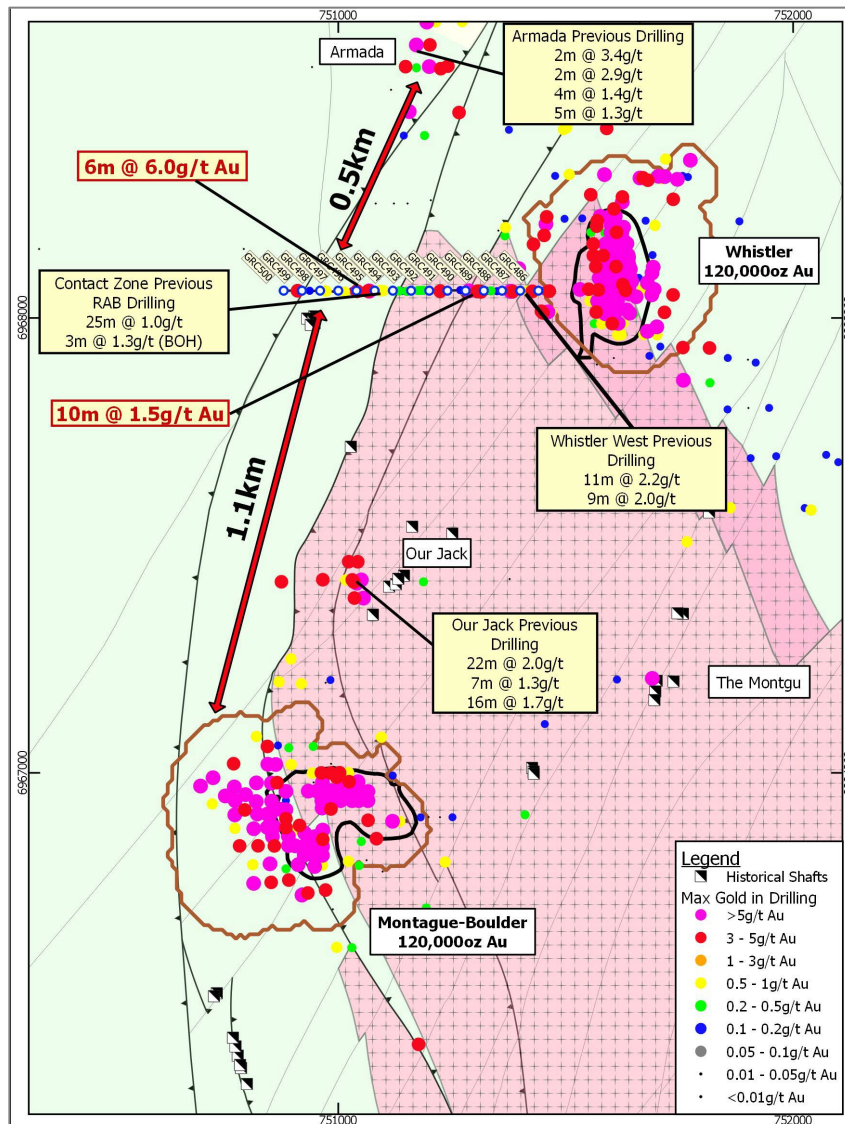 751000
752000
Armada
Armada Previous Drilling
2m @ 3.4g/t
2m @ 2.9g/t
4m @ 1.4g/t
5m @ 1.3g/t
6m @ 6.0g/t Au
0.5km
Whistler
120,000oz Au
GRC500
GRC499
GRC498
GRC497
GRC495
GRC494
GRC493
GRC492
GRC491
GRC490
GRC489
GRC488
GRC487
GRC486
Contact Zone Previous
RAB Drilling
25m @ 1.0g/t
3m @ 1.3g/t (BOH)
6968000
10m @ 1.5g/t Au
Whistler West Previous
Drilling
11m @ 2.2g/t
9m @ 2.0g/t
1.1km
Our Jack
Our Jack Previous
Drilling
22m @ 2.0g/t
7m @ 1.3g/t
16m @ 1.7g/t
The Montgu
6967000
Montague-Boulder
120,000oz Au
Legend
Historical Shafts
Max Gold in Drilling
>5g/t Au
3 - 5g/t Au
1 - 3g/t Au
0.5 - 1g/t Au
0.2 - 0.5g/t Au
0.1 - 0.2g/t Au
0.05 - 0.1g/t Au
0.01 - 0.05g/t Au
<0.01g/t Au
751000
752000